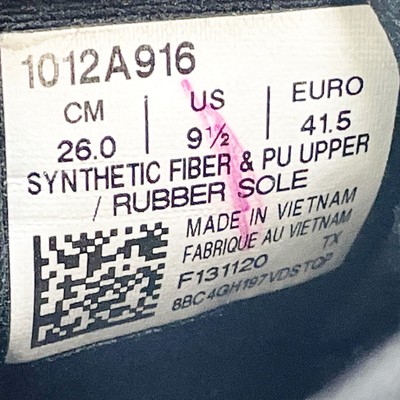 1012A916
CM | US | EURO
26.0 | 9½ | 41.5
SYNTHETIC FIBER & PU UPPER
/ RUBBER SOLE
MADE IN VIETNAM
FABRIQUE AU VIETNAM
F131120 TX
8BC4GH197VDSTQP